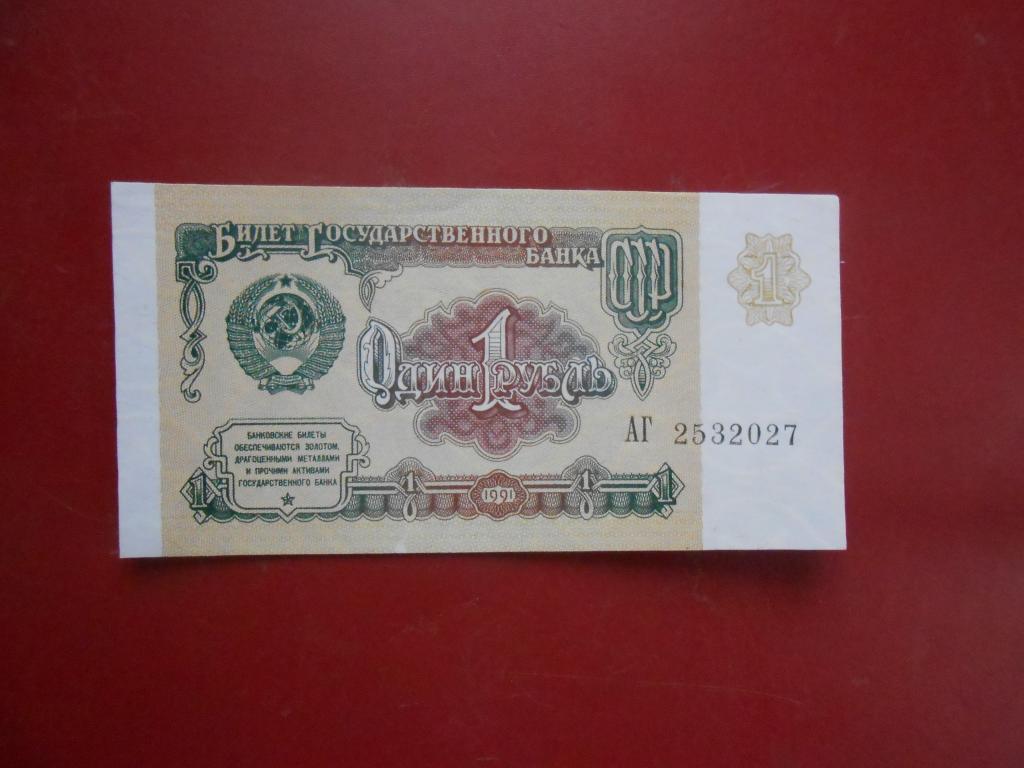 Билет Государственного
Банка СССР
1
Один 1 рубль
АГ 2532027
БАНКОВСКИЕ БИЛЕТЫ
ОБЕСПЕЧИВАЮТСЯ ЗОЛОТОМ,
ДРАГОЦЕННЫМИ МЕТАЛЛАМИ
И ПРОЧИМИ АКТИВАМИ
ГОСУДАРСТВЕННОГО БАНКА
1 1 1991 1 1